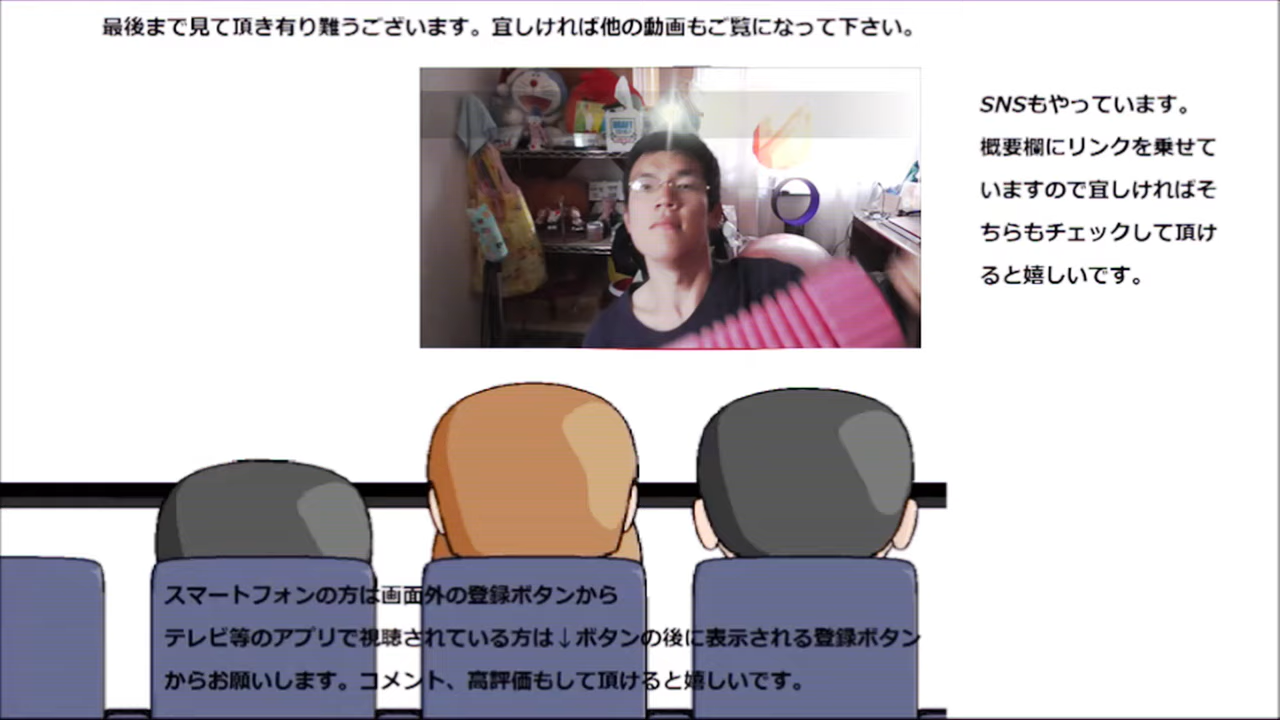 最後まで見て頂き有り難うございます。宜しければ他の動画もご覧になって下さい。
SNSもやっています。
概要欄にリンクを乗せて
いますので宜しければそ
ちらもチェックして頂け
ると嬉しいです。
スマートフォンの方は画面外の登録ボタンから
テレビ等のアプリで視聴されている方は↓ボタンの後に表示される登録ボタン
からお願いします。コメント、高評価もして頂けると嬉しいです。